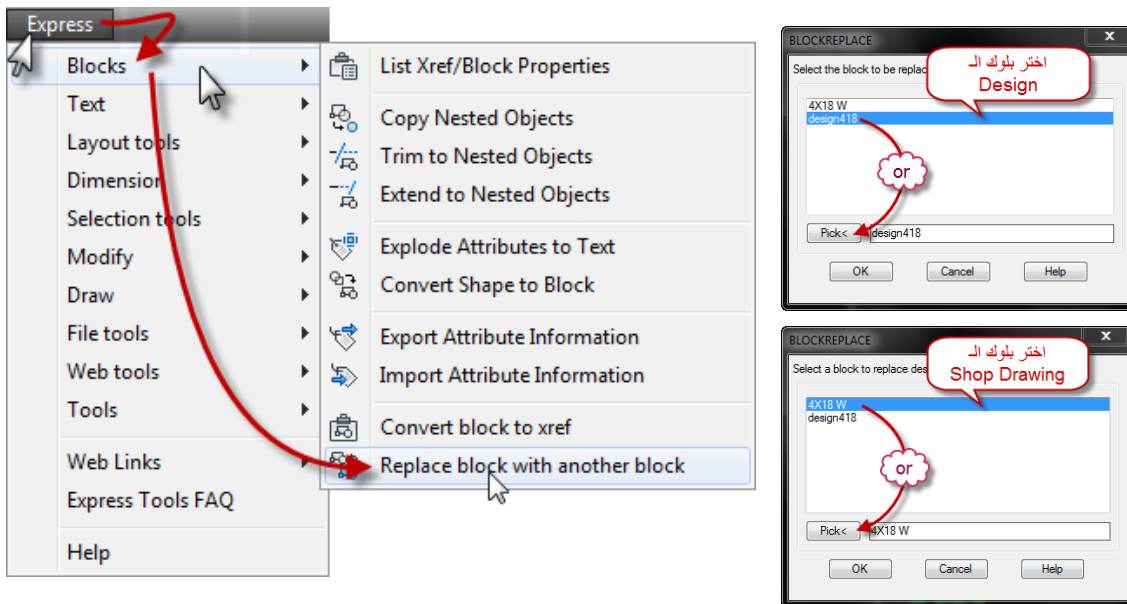 Express
Blocks
Text
Layout tools
Dimension
Selection tools
Modify
Draw
File tools
Web tools
Tools
Web Links
Express Tools FAQ
Help
List Xref/Block Properties
Copy Nested Objects
Trim to Nested Objects
Extend to Nested Objects
Explode Attributes to Text
Convert Shape to Block
Export Attribute Information
Import Attribute Information
Convert block to xref
Replace block with another block
BLOCKREPLACE
X
Select the block to be replac
اختر بلوك الـ
Design
4X18 W
design418
or
Pick<
design418
OK
Cancel
Help
BLOCKREPLACE
X
Select a block to replace des
اختر بلوك الـ
Shop Drawing
4X18 W
design418
or
Pick<
4X18 W
OK
Cancel
Help